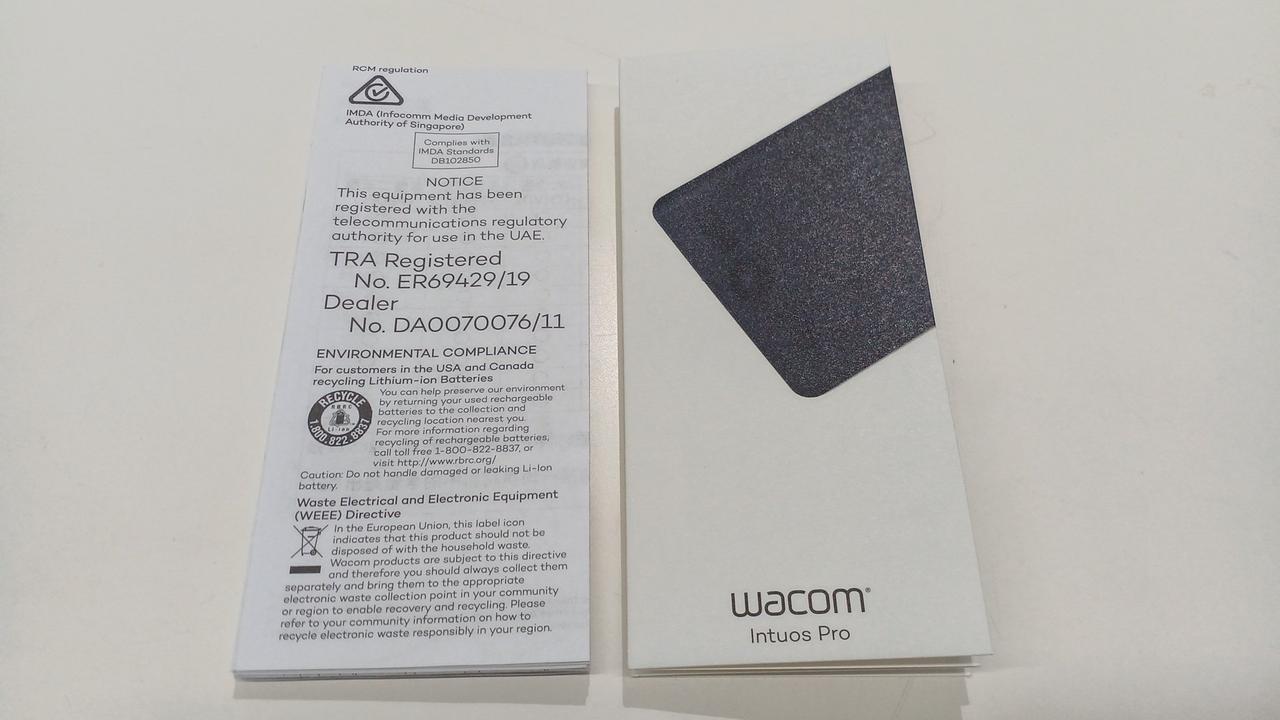 RCM regulation
IMDA (Infocomm Media Development
Authority of Singapore)
Complies with
IMDA Standards
DB102850
NOTICE
This equipment has been
registered with the
telecommunications regulatory
authority for use in the UAE.
TRA Registered
No. ER69429/19
Dealer
No. DA0070076/11
ENVIRONMENTAL COMPLIANCE
For customers in the USA and Canada
recycling Lithium-ion Batteries
RECYCLE
RBRC
Li-ion
1.800.822.8837
You can help preserve our environment
by returning your used rechargeable
batteries to the collection and
recycling location nearest you.
For more information regarding
recycling of rechargeable batteries,
call toll free 1-800-822-8837, or
visit http://www.rbrc.org/
Caution: Do not handle damaged or leaking Li-Ion
battery.
Waste Electrical and Electronic Equipment
(WEEE) Directive
In the European Union, this label icon
indicates that this product should not be
disposed of with the household waste.
Wacom products are subject to this directive
and therefore you should always collect them
separately and bring them to the appropriate
electronic waste collection point in your community
or region to enable recovery and recycling. Please
refer to your community information on how to
recycle electronic waste responsibly in your region.
wacom®
Intuos Pro